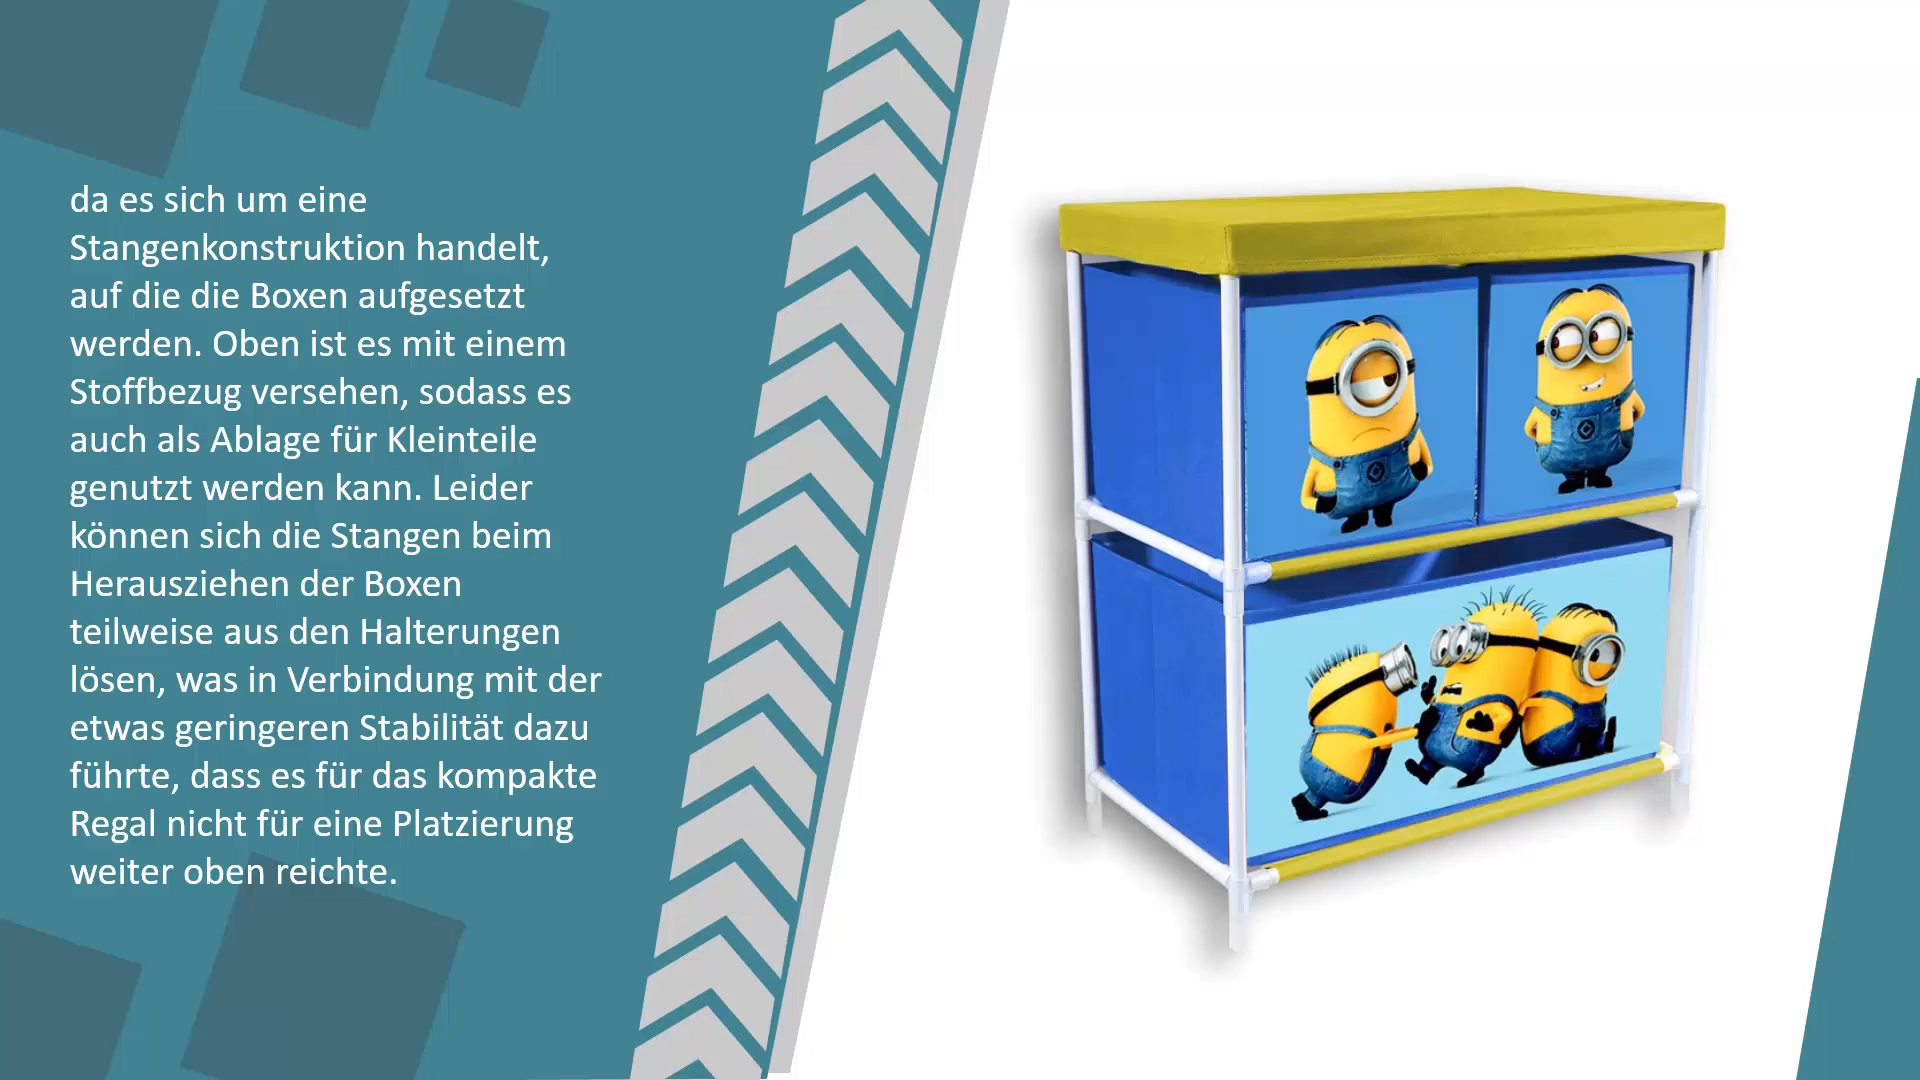 da es sich um eine
Stangenkonstruktion handelt,
auf die die Boxen aufgesetzt
werden. Oben ist es mit einem
Stoffbezug versehen, sodass es
auch als Ablage für Kleinteile
genutzt werden kann. Leider
können sich die Stangen beim
Herausziehen der Boxen
teilweise aus den Halterungen
lösen, was in Verbindung mit der
etwas geringeren Stabilität dazu
führte, dass es für das kompakte
Regal nicht für eine Platzierung
weiter oben reichte.